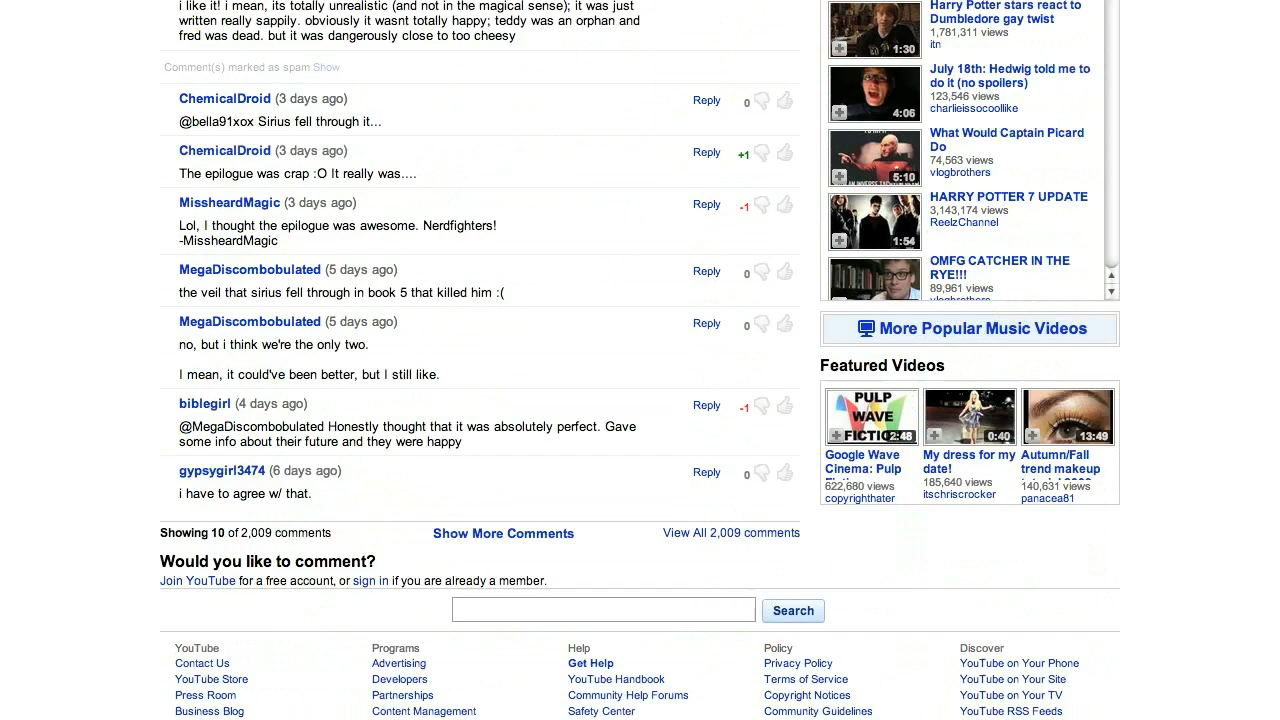 i like it! i mean, its totally unrealistic (and not in the magical sense); it was just
written really sappily. obviously it wasnt totally happy; teddy was an orphan and
fred was dead. but it was dangerously close to too cheesy
Comment(s) marked as spam Show
ChemicalDroid (3 days ago)
Reply
0
@bella91xox Sirius fell through it...
ChemicalDroid (3 days ago)
Reply
+1
The epilogue was crap :O It really was....
MissheardMagic (3 days ago)
Reply
-1
Lol, I thought the epilogue was awesome. Nerdfighters!
-MissheardMagic
MegaDiscombobulated (5 days ago)
Reply
0
the veil that sirius fell through in book 5 that killed him :(
MegaDiscombobulated (5 days ago)
Reply
0
no, but i think we're the only two.
I mean, it could've been better, but I still like.
biblegirl (4 days ago)
Reply
-1
@MegaDiscombobulated Honestly thought that it was absolutely perfect. Gave
some info about their future and they were happy
gypsygirl3474 (6 days ago)
Reply
0
i have to agree w/ that.
Showing 10 of 2,009 comments
Show More Comments
View All 2,009 comments
Would you like to comment?
Join YouTube for a free account, or sign in if you are already a member.
Harry Potter stars react to
Dumbledore gay twist
1,781,311 views
itn
1:30
July 18th: Hedwig told me to
do it (no spoilers)
123,546 views
charlieissocoollike
4:06
What Would Captain Picard
Do
74,563 views
vlogbrothers
5:10
HARRY POTTER 7 UPDATE
3,143,174 views
ReelzChannel
1:54
OMFG CATCHER IN THE
RYE!!!
89,961 views
vlogbrothers
More Popular Music Videos
Featured Videos
PULP
WAVE
FICTIO
2:48
0:40
13:49
Google Wave
Cinema: Pulp
622,680 views
copyrighthater
My dress for my
date!
185,640 views
itschriscrocker
Autumn/Fall
trend makeup
140,631 views
panacea81
Search
YouTube
Contact Us
YouTube Store
Press Room
Business Blog
Programs
Advertising
Developers
Partnerships
Content Management
Help
Get Help
YouTube Handbook
Community Help Forums
Safety Center
Policy
Privacy Policy
Terms of Service
Copyright Notices
Community Guidelines
Discover
YouTube on Your Phone
YouTube on Your Site
YouTube on Your TV
YouTube RSS Feeds